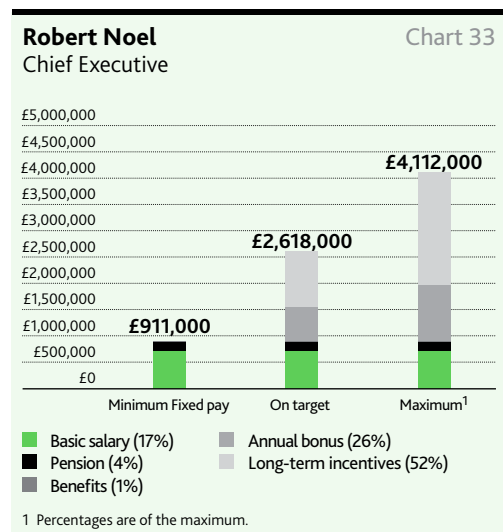 Robert Noel
Chart 33
Chief Executive
£5,000,000
£4,500,000
£4,000,000
£4,112,000
£3,500,000
£3,000,000
£2,500,000
£2,618,000
£2,000,000
£1,500,000
£1,000,000
£911,000
£500,000
£0
Minimum Fixed pay
On target
Maximum1
Basic salary (17%)
Annual bonus (26%)
Pension (4%)
Long-term incentives (52%)
Benefits (1%)
1 Percentages are of the maximum.